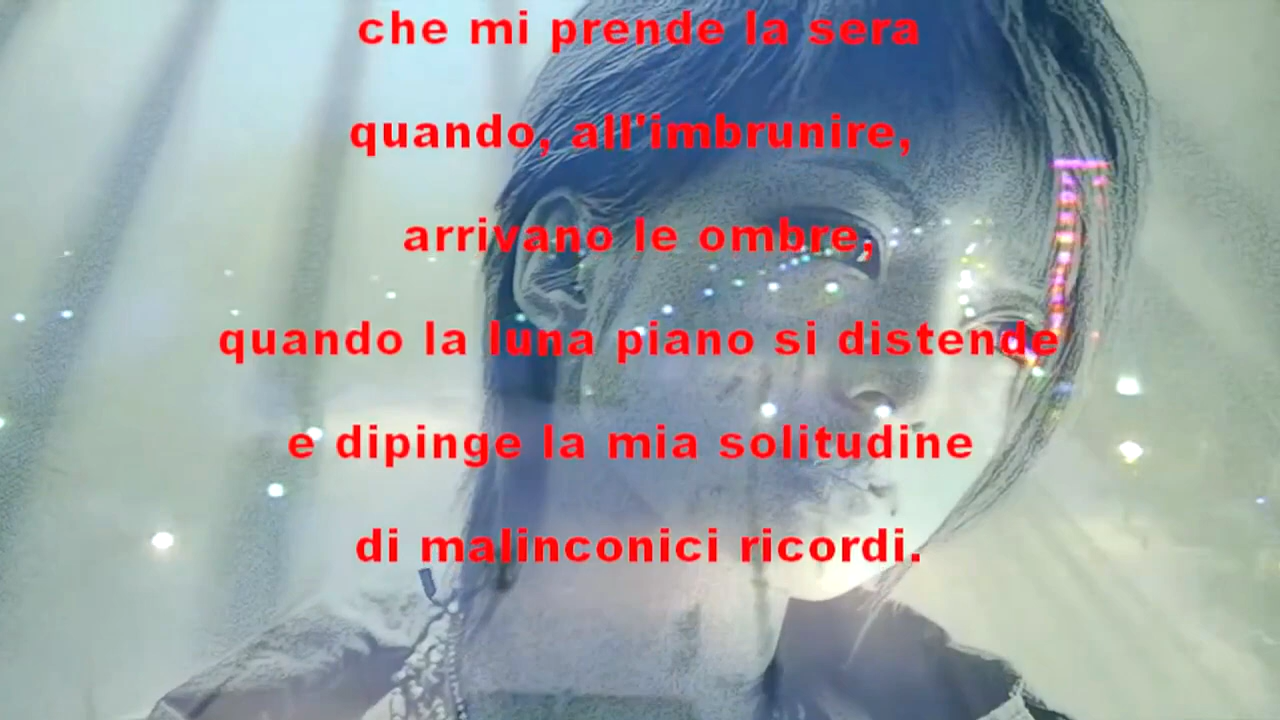 che mi prende la sera
quando, all'imbrunire,
arrivano le ombre,
quando la luna piano si distende
e dipinge la mia solitudine
di malinconici ricordi.